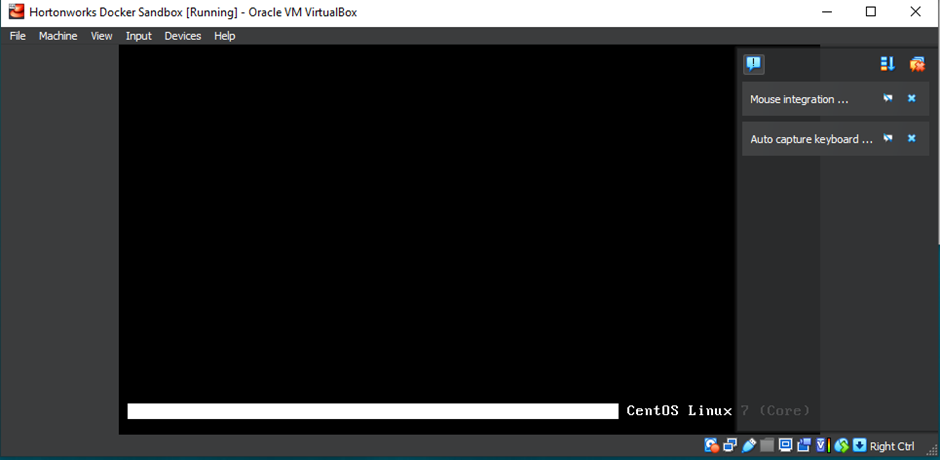 Hortonworks Docker Sandbox [Running] - Oracle VM VirtualBox
File Machine View Input Devices Help
Mouse integration ...
Auto capture keyboard ...
CentOS Linux 7 (Core)
Right Ctrl